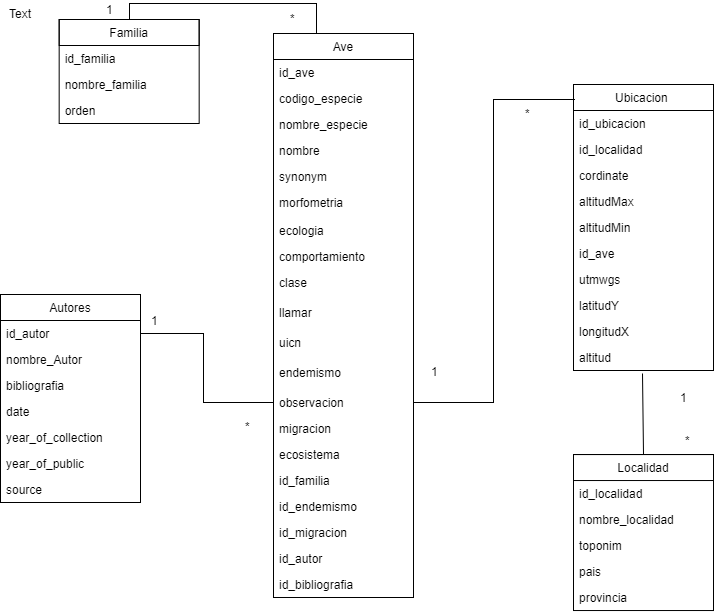 Text
1
*
Familia
id_familia
nombre_familia
orden
Ave
id_ave
codigo_especie
nombre_especie
nombre
synonym
morfometria
ecologia
comportamiento
clase
llamar
uicn
endemismo
observacion
migracion
ecosistema
id_familia
id_endemismo
id_migracion
id_autor
id_bibliografia
*
1
Ubicacion
id_ubicacion
id_localidad
cordinate
altitudMax
altitudMin
id_ave
utmwgs
latitudY
longitudX
altitud
Autores
id_autor
nombre_Autor
bibliografia
date
year_of_collection
year_of_public
source
1
*
1
*
Localidad
id_localidad
nombre_localidad
toponim
pais
provincia